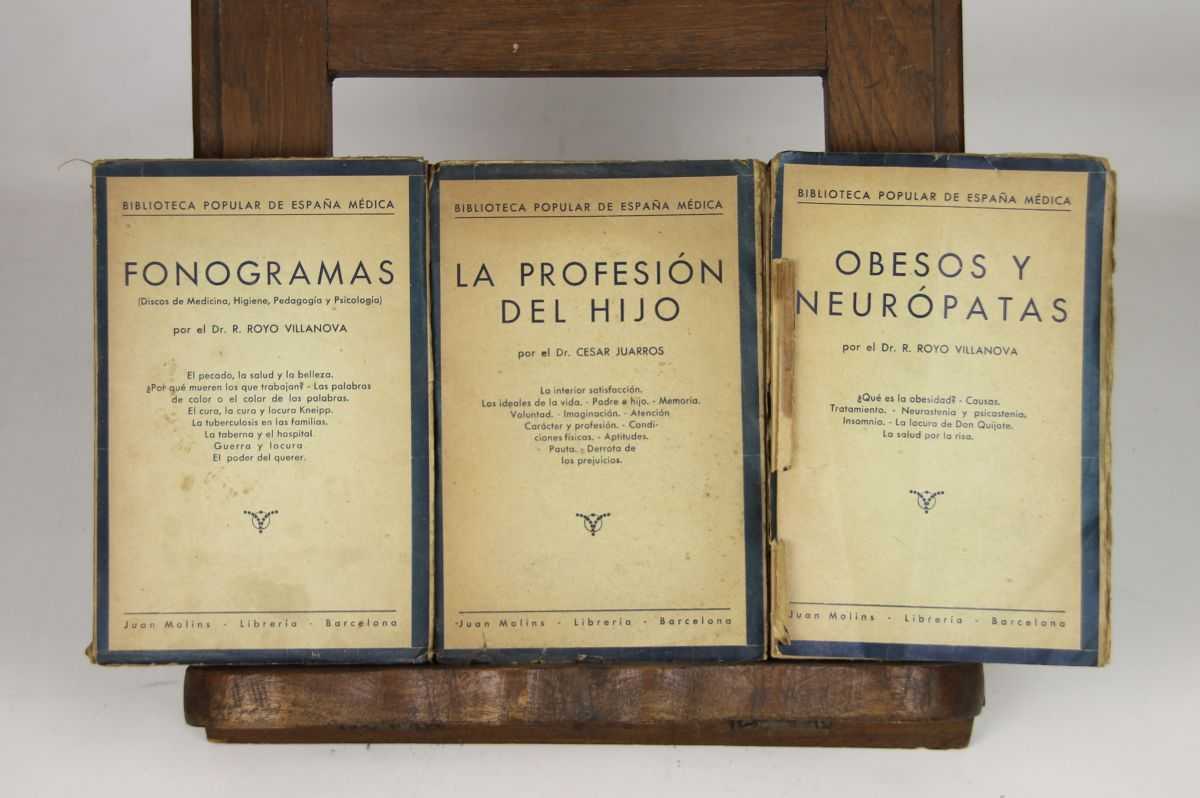 BIBLIOTECA POPULAR DE ESPAÑA MÉDICA
FONOGRAMAS
(Discos de Medicina, Higiene, Pedagogía y Psicología)
por el Dr. R. ROYO VILLANOVA
El pecado, la salud y la belleza.
¿Por qué mueren los que trabajan? - Las palabras
de color o el color de las palabras.
El cura, la cura y locura Kneipp.
La tuberculosis en las familias.
La taberna y el hospital.
Guerra y locura
El poder del querer.
Juan Molins - Librería - Barcelona
BIBLIOTECA POPULAR DE ESPAÑA MÉDICA
LA PROFESIÓN
DEL HIJO
por el Dr. CESAR JUARROS
La interior satisfacción.
Los ideales de la vida. - Padre e hijo. - Memoria.
Voluntad. - Imaginación. - Atención
Carácter y profesión. - Condi-
ciones físicas. - Aptitudes.
Pauta. - Derrota de
los prejuicios.
Juan Molins - Librería - Barcelona
BIBLIOTECA POPULAR DE ESPAÑA MÉDICA
OBESOS Y
NEURÓPATAS
por el Dr. R. ROYO VILLANOVA
¿Qué es la obesidad? - Causas.
Tratamiento. - Neurastenia y psicastenia.
Insomnio. - La locura de Don Quijote.
La salud por la risa.
Juan Molins - Librería - Barcelona